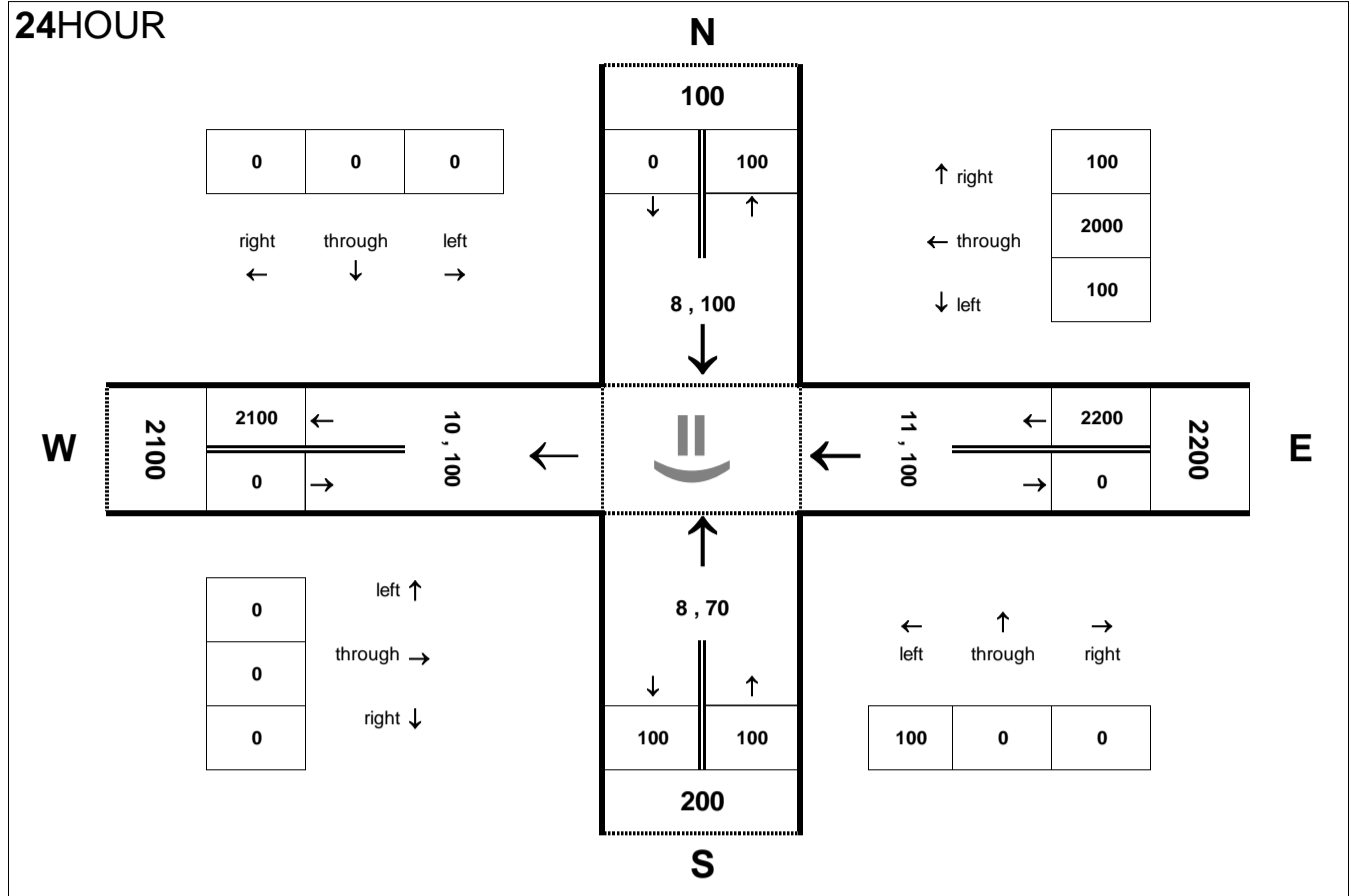 24HOUR
N
100
0 100
↓ ↑
0 0 0
right through left
← ↓ →
↑ right 100
← through 2000
↓ left 100
8 , 100
↓
W
2100
2100 ←
0 →
10 , 100
←
←
11 , 100
← 2200
→ 0
2200
E
↑
8 , 70
0 left ↑
0 through →
0 right ↓
← ↑ →
left through right
100 0 0
↓ ↑
100 100
200
S